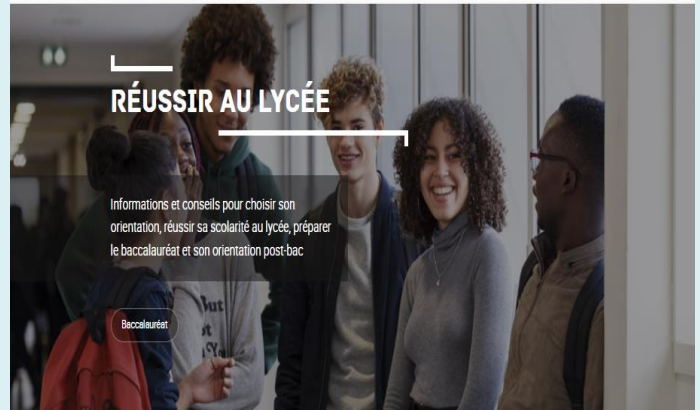 RÉUSSIR AU LYCÉE
Informations et conseils pour choisir son
orientation, réussir sa scolarité au lycée, préparer
le baccalauréat et son orientation post-bac
Baccalauréat
But